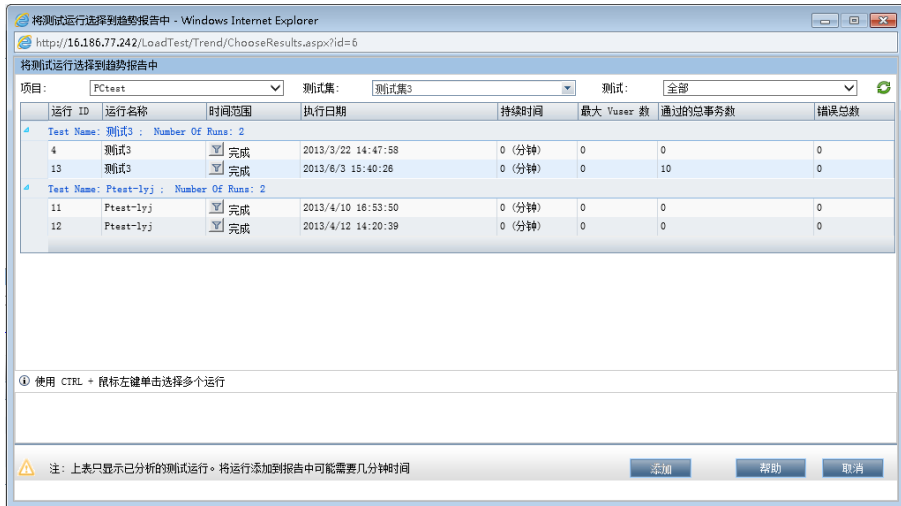 将测试运行选择到趋势报告中 - Windows Internet Explorer
http://16.186.77.242/LoadTest/Trend/ChooseResults.aspx?id=6
将测试运行选择到趋势报告中
项目: PCtest 测试集: 测试集3 测试: 全部
运行 ID 运行名称 时间范围 执行日期 持续时间 最大 Vuser 数 通过的总事务数 错误总数
Test Name: 测试3 ; Number Of Runs: 2
4 测试3 完成 2013/3/22 14:47:58 0 (分钟) 0 0 0
13 测试3 完成 2013/6/3 15:40:26 0 (分钟) 0 10 0
Test Name: Ptest-lyj ; Number Of Runs: 2
11 Ptest-lyj 完成 2013/4/10 16:53:50 0 (分钟) 0 0 0
12 Ptest-lyj 完成 2013/4/12 14:20:39 0 (分钟) 0 0 0
使用 CTRL + 鼠标左键单击选择多个运行
注: 上表只显示已分析的测试运行。将运行添加到报告中可能需要几分钟时间 添加 帮助 取消